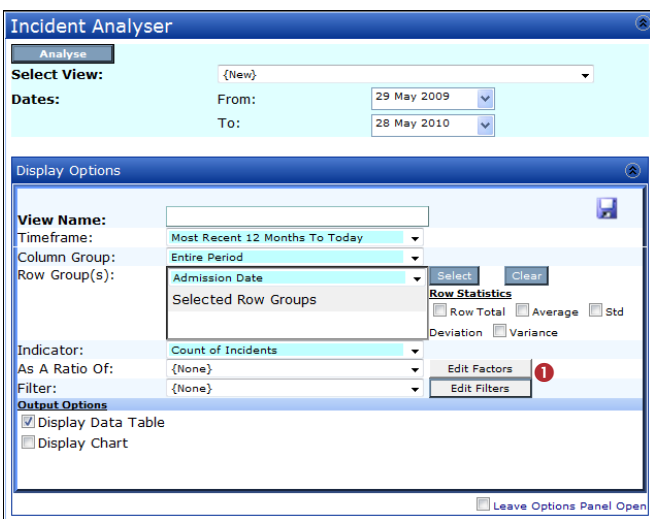 Incident Analyser
Analyse
Select View: {New}
Dates: From: 29 May 2009
To: 28 May 2010
Display Options
View Name:
Timeframe: Most Recent 12 Months To Today
Column Group: Entire Period
Row Group(s): Admission Date Select Clear
Selected Row Groups
Row Statistics
Row Total Average Std
Deviation Variance
Indicator: Count of Incidents
As A Ratio Of: {None} Edit Factors 1
Filter: {None} Edit Filters
Output Options
Display Data Table
Display Chart
Leave Options Panel Open